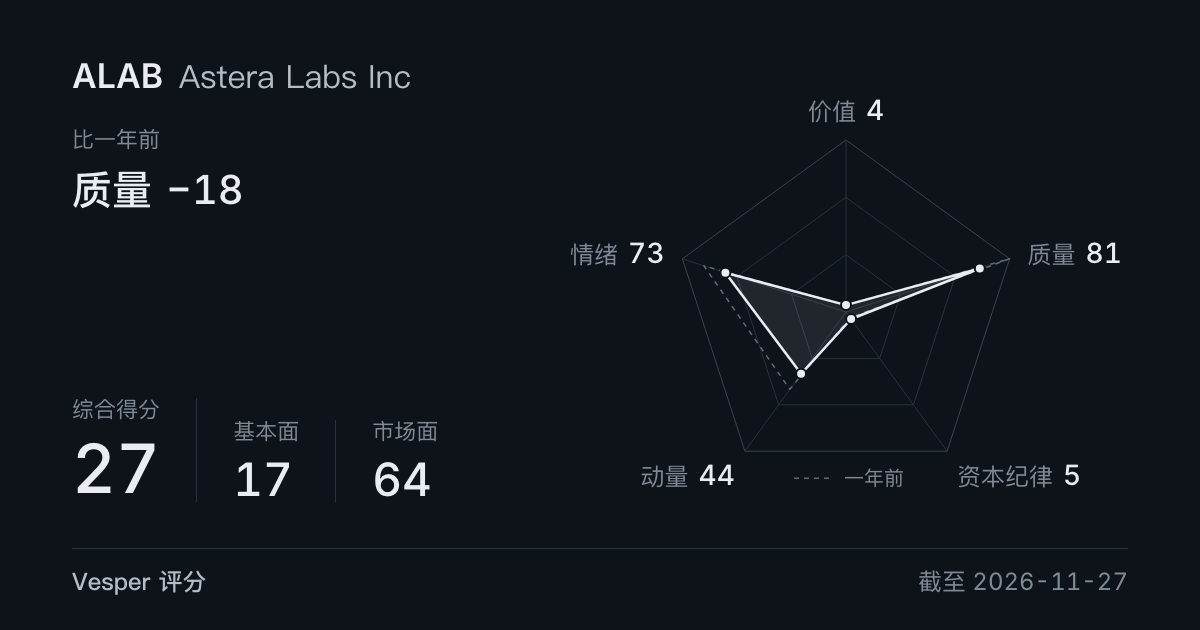 ALAB Astera Labs Inc
比一年前
质量 −18
价值 4
情绪 73
质量 81
动量 44
---- 一年前
资本纪律 5
综合得分
27
基本面
17
市场面
64
Vesper 评分
截至 2026-11-27